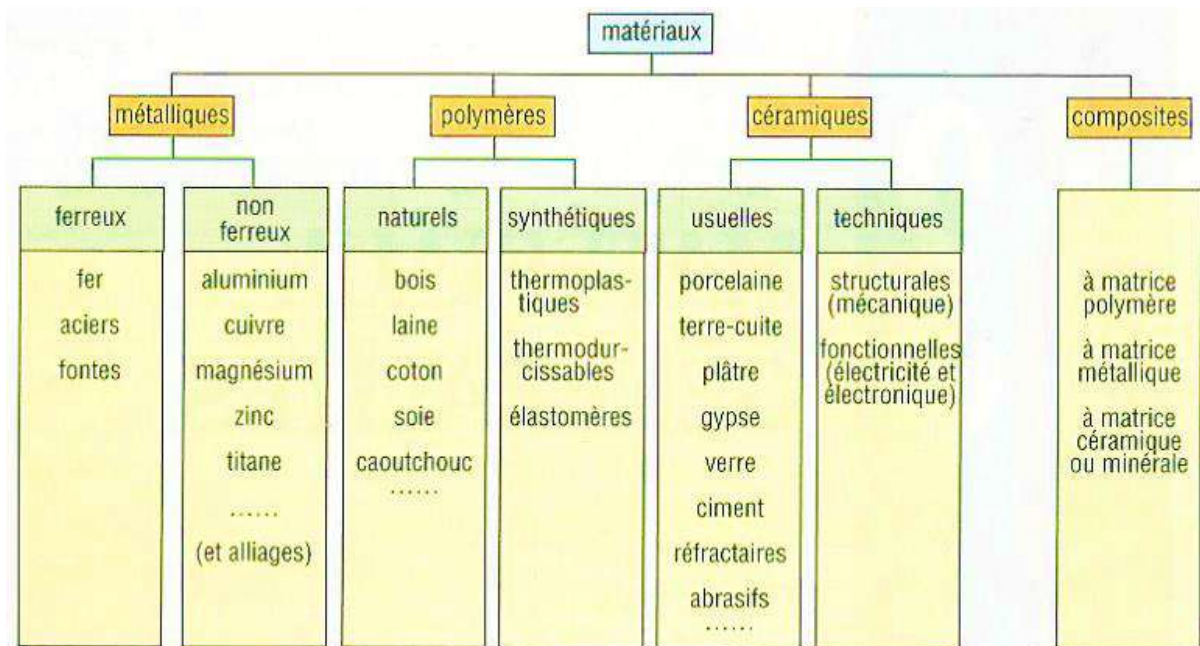 matériaux
métalliques
polymères
céramiques
composites
ferreux
fer
aciers
fontes
non
ferreux
aluminium
cuivre
magnésium
zinc
titane
......
(et alliages)
naturels
bois
laine
coton
soie
caoutchouc
......
synthétiques
thermoplas-
tiques
thermodur-
cissables
élastomères
usuelles
porcelaine
terre-cuite
plâtre
gypse
verre
ciment
réfractaires
abrasifs
......
techniques
structurales
(mécanique)
fonctionnelles
(électricité et
électronique)
à matrice
polymère
à matrice
métallique
à matrice
céramique
ou minérale